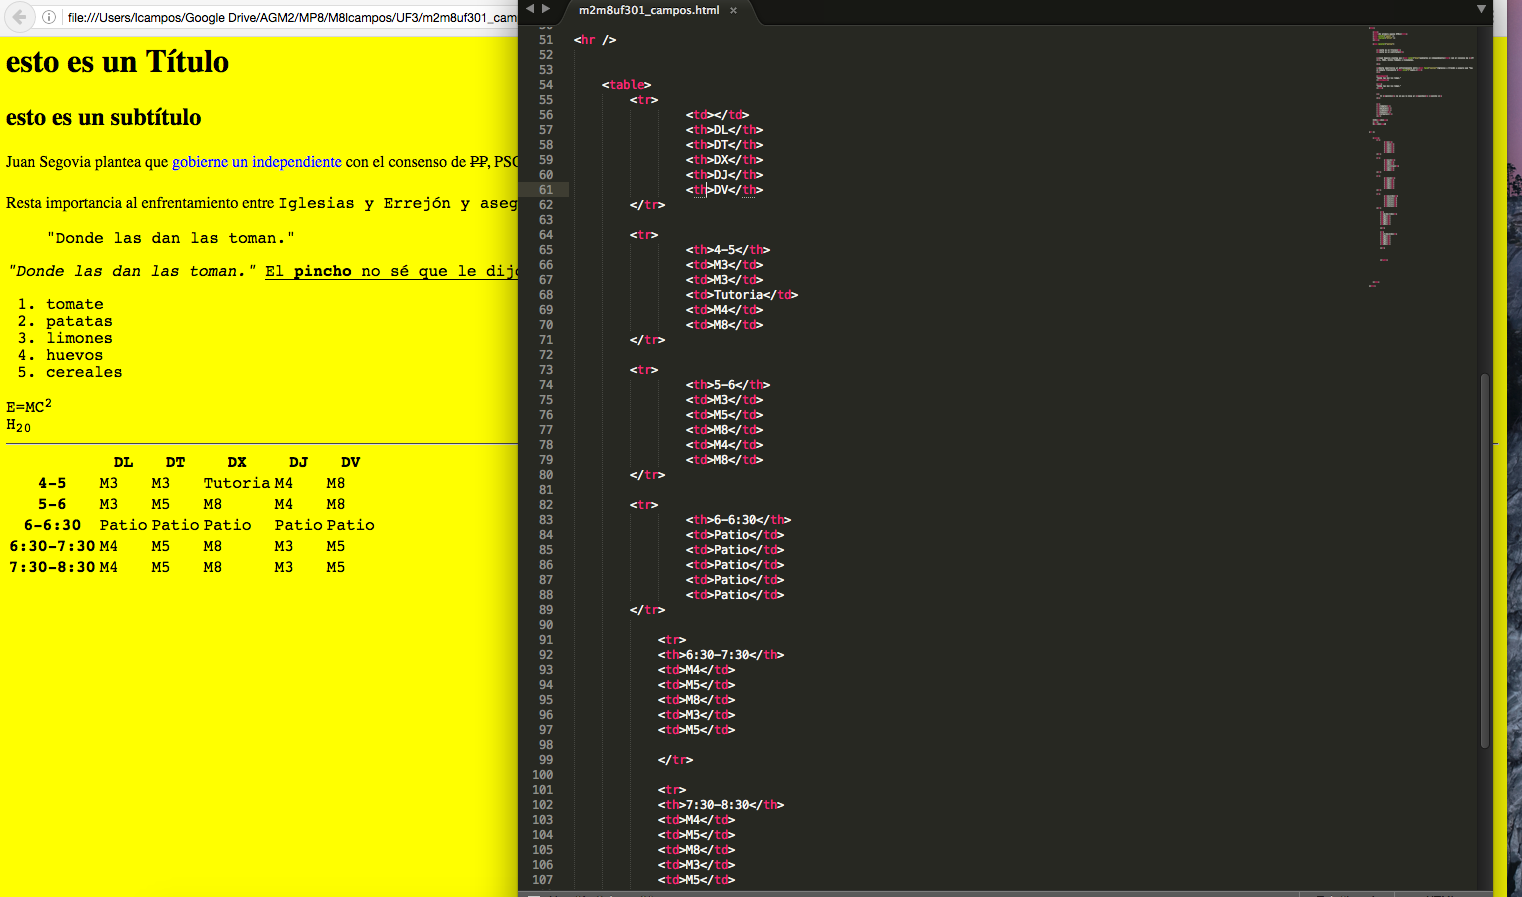 file:///Users/lcampos/Google Drive/AGM2/MP8/M8lcampos/UF3/m2m8uf301_cam
esto es un Título
esto es un subtítulo
Juan Segovia plantea que gobierne un independiente con el consenso de PP, PSO
Resta importancia al enfrentamiento entre Iglesias y Errejón y aseg
"Donde las dan las toman."
"Donde las dan las toman." El pincho no sé que le dijo
1. tomate
2. patatas
3. limones
4. huevos
5. cereales
E=MC2
H20
DL DT DX DJ DV
4-5 M3 M3 Tutoria M4 M8
5-6 M3 M5 M8 M4 M8
6-6:30 Patio Patio Patio Patio Patio
6:30-7:30 M4 M5 M8 M3 M5
7:30-8:30 M4 M5 M8 M3 M5
m2m8uf301_campos.html ×
51 <hr />
52
53
54 <table>
55 <tr>
56 <td></td>
57 <th>DL</th>
58 <th>DT</th>
59 <th>DX</th>
60 <th>DJ</th>
61 <th>DV</th>
62 </tr>
63
64 <tr>
65 <th>4-5</th>
66 <td>M3</td>
67 <td>M3</td>
68 <td>Tutoria</td>
69 <td>M4</td>
70 <td>M8</td>
71 </tr>
72
73 <tr>
74 <th>5-6</th>
75 <td>M3</td>
76 <td>M5</td>
77 <td>M8</td>
78 <td>M4</td>
79 <td>M8</td>
80 </tr>
81
82 <tr>
83 <th>6-6:30</th>
84 <td>Patio</td>
85 <td>Patio</td>
86 <td>Patio</td>
87 <td>Patio</td>
88 <td>Patio</td>
89 </tr>
90
91 <tr>
92 <th>6:30-7:30</th>
93 <td>M4</td>
94 <td>M5</td>
95 <td>M8</td>
96 <td>M3</td>
97 <td>M5</td>
98
99 </tr>
100
101 <tr>
102 <th>7:30-8:30</th>
103 <td>M4</td>
104 <td>M5</td>
105 <td>M8</td>
106 <td>M3</td>
107 <td>M5</td>